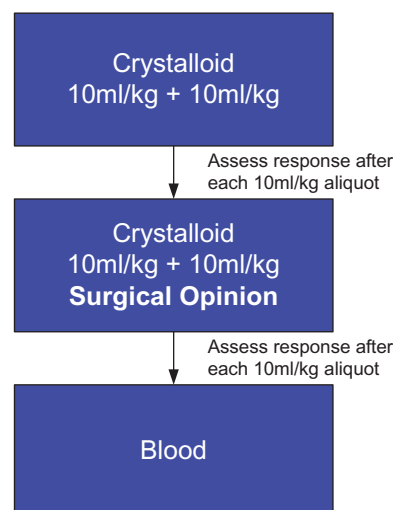 Crystalloid
10ml/kg + 10ml/kg
Assess response after
each 10ml/kg aliquot
Crystalloid
10ml/kg + 10ml/kg
Surgical Opinion
Assess response after
each 10ml/kg aliquot
Blood